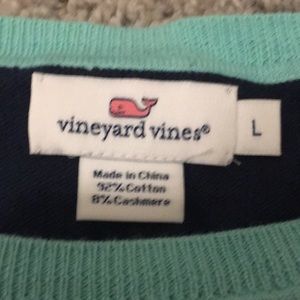 vineyard vines®
L
Made in China
92% Cotton
8% Cashmere